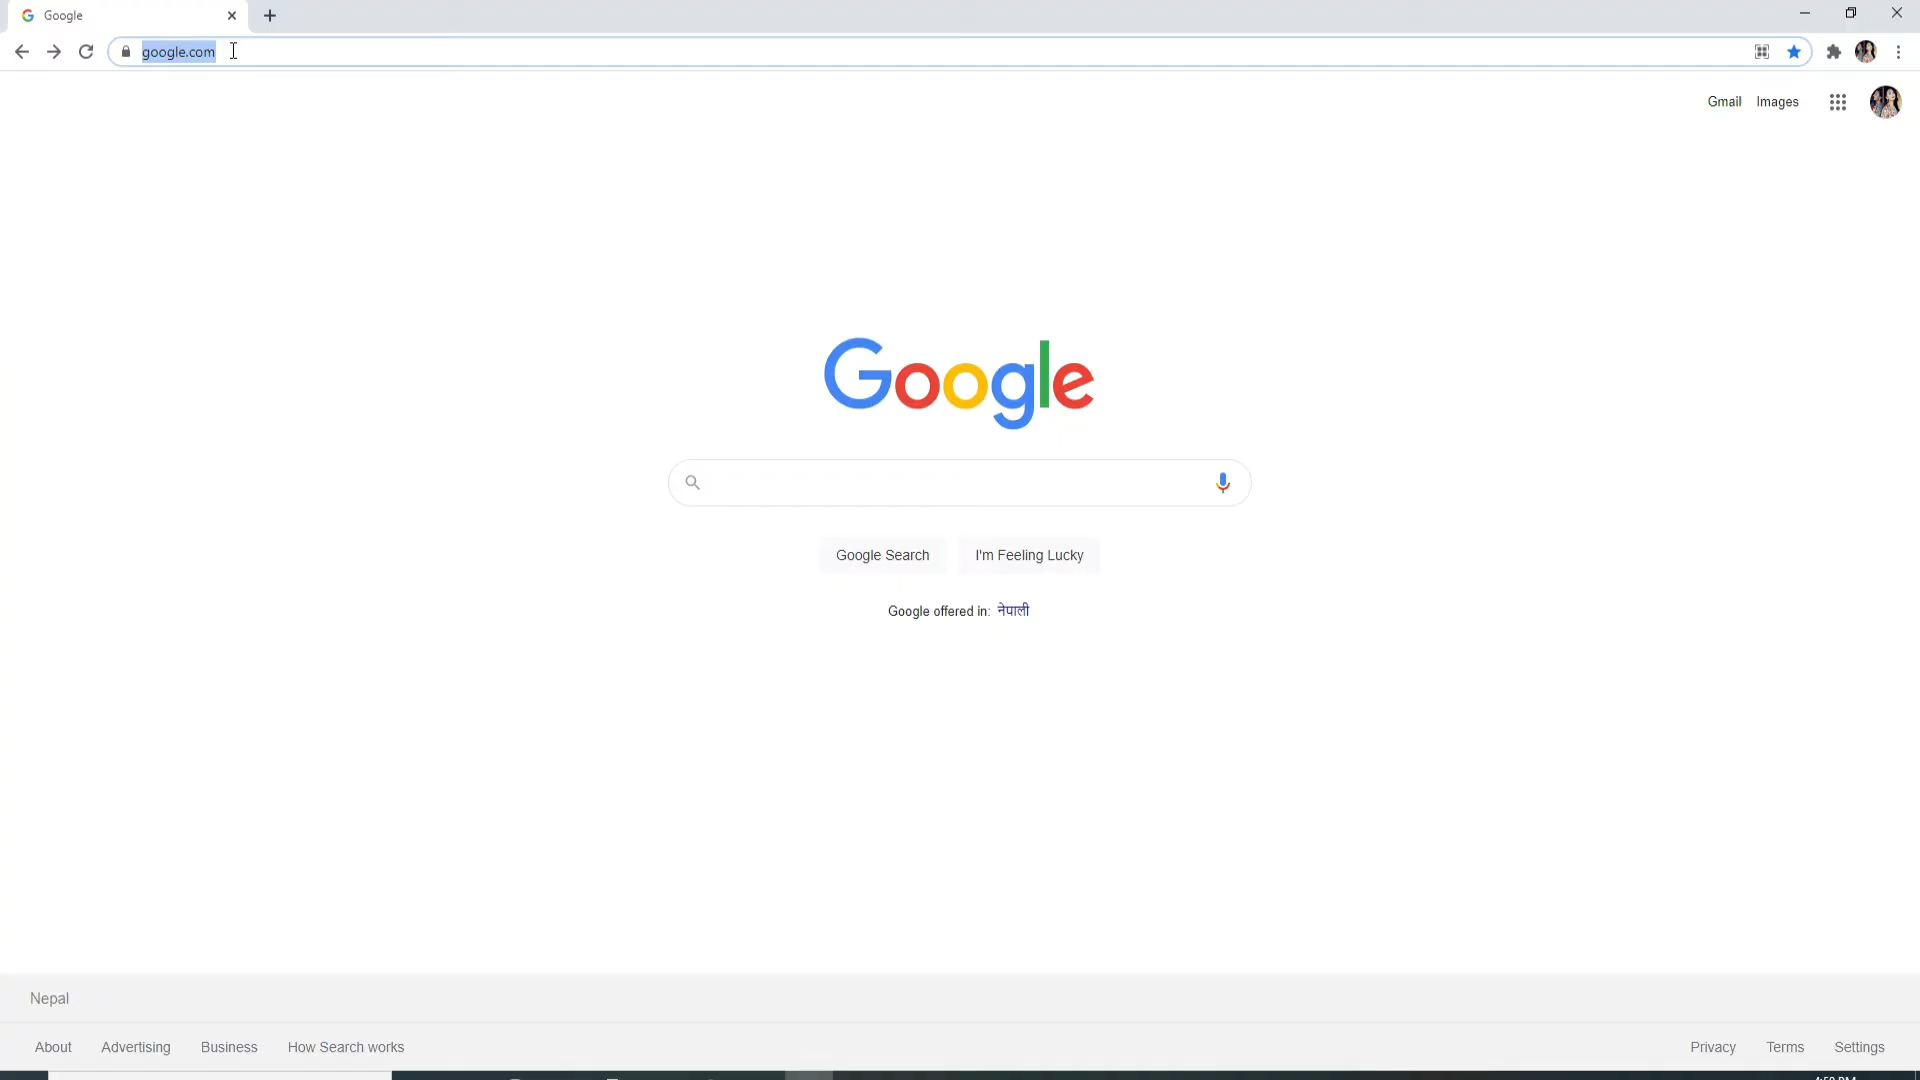 Google
google.com
Gmail Images
Google
Google Search I'm Feeling Lucky
Google offered in: नेपाली
Nepal
About Advertising Business How Search works Privacy Terms Settings